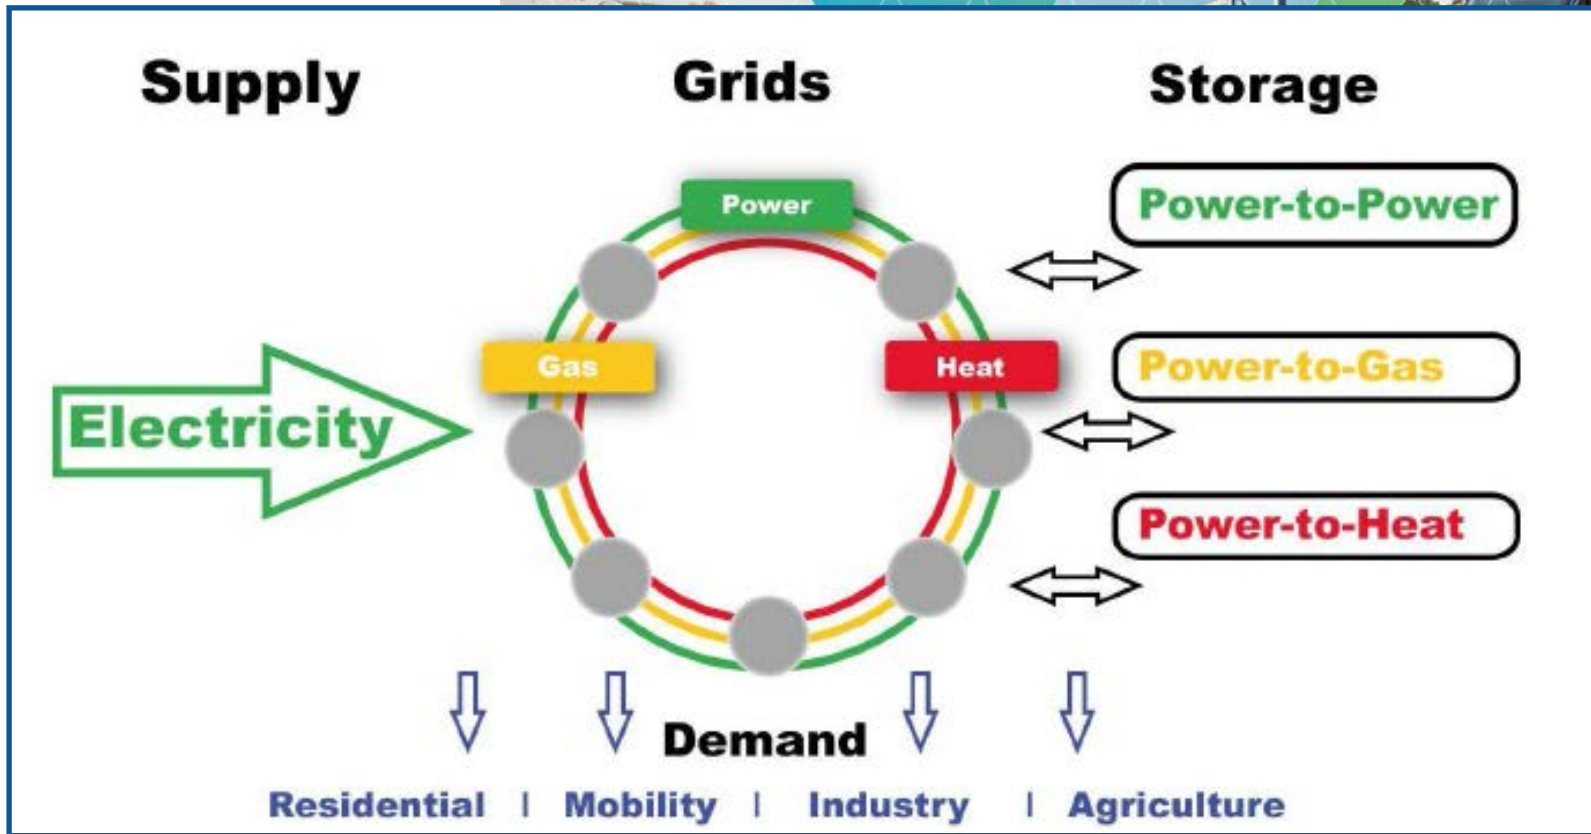 Supply
Grids
Storage
Power
Power-to-Power
Gas
Heat
Power-to-Gas
Electricity
Power-to-Heat
Demand
Residential | Mobility | Industry | Agriculture